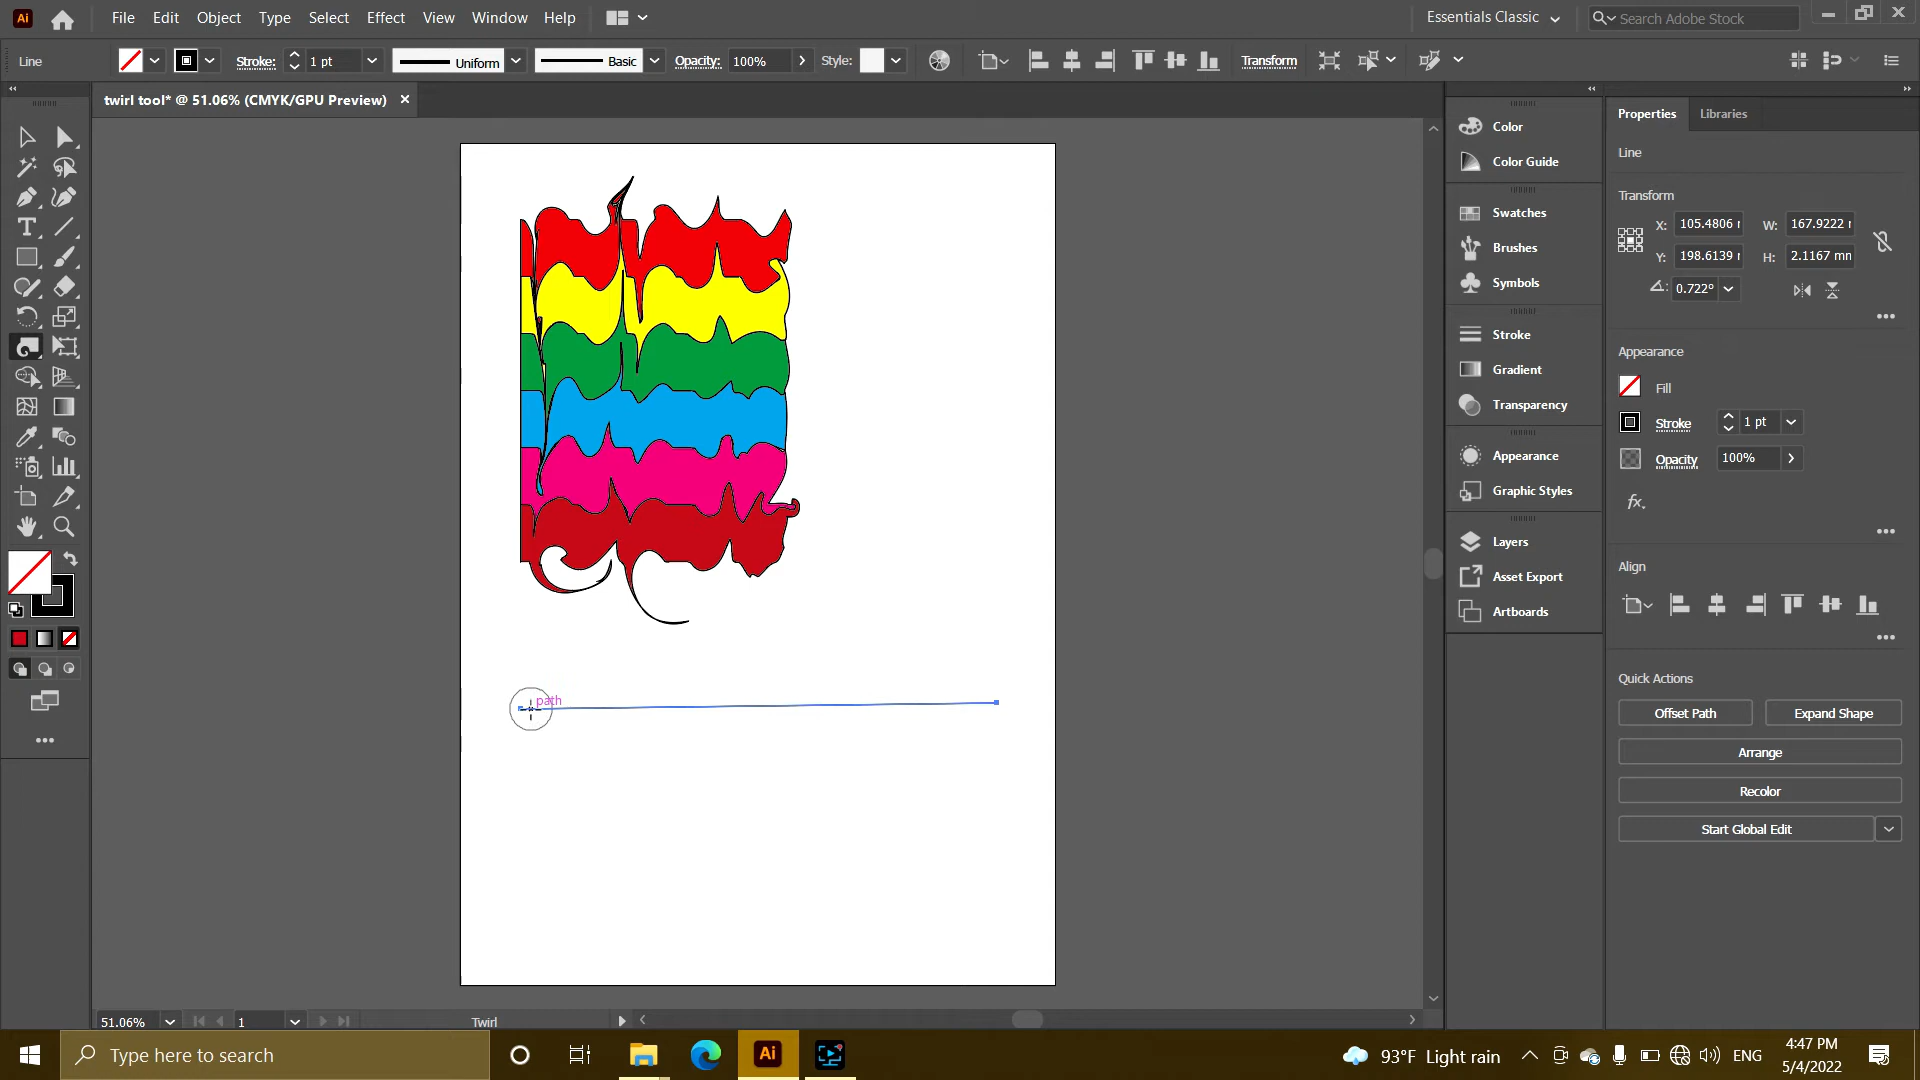 Ai File Edit Object Type Select Effect View Window Help Essentials Classic Search Adobe Stock
Line Stroke: 1 pt Uniform Basic Opacity: 100% Style: Transform
twirl tool* @ 51.06% (CMYK/GPU Preview) ×
Color
Color Guide
Swatches
Brushes
Symbols
Stroke
Gradient
Transparency
Appearance
Graphic Styles
Layers
Asset Export
Artboards
Properties Libraries
Line
Transform
X: 105.4806 W: 167.9222
Y: 198.6139 H: 2.1167 mm
0.722°
Appearance
Fill
Stroke 1 pt
Opacity 100%
fx.
Align
Quick Actions
Offset Path Expand Shape
Arrange
Recolor
Start Global Edit
path
51.06% 1 Twirl
Type here to search Ai 93°F Light rain ENG 4:47 PM
5/4/2022